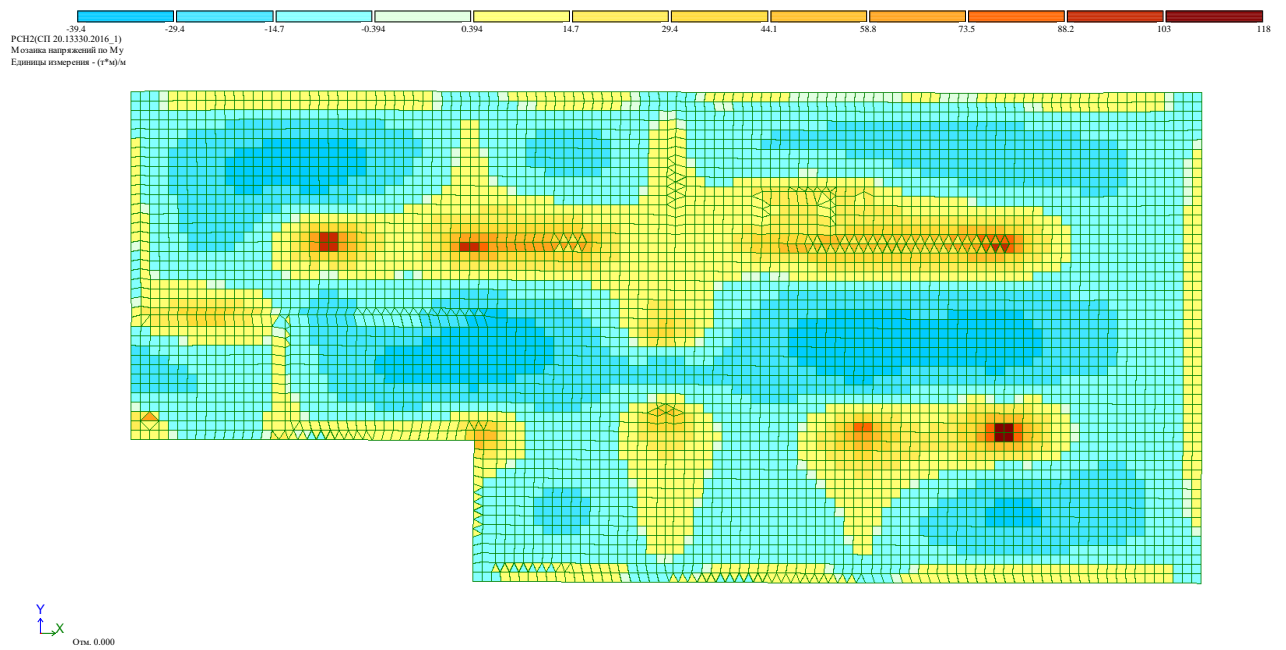 -39.4 -29.4 -14.7 -0.394 0.394 14.7 29.4 44.1 58.8 73.5 88.2 103 118
РСН2(СП 20.13330.2016_1)
Мозаика напряжений по My
Единицы измерения - (т*м)/м
Y
X
Отм. 0.000